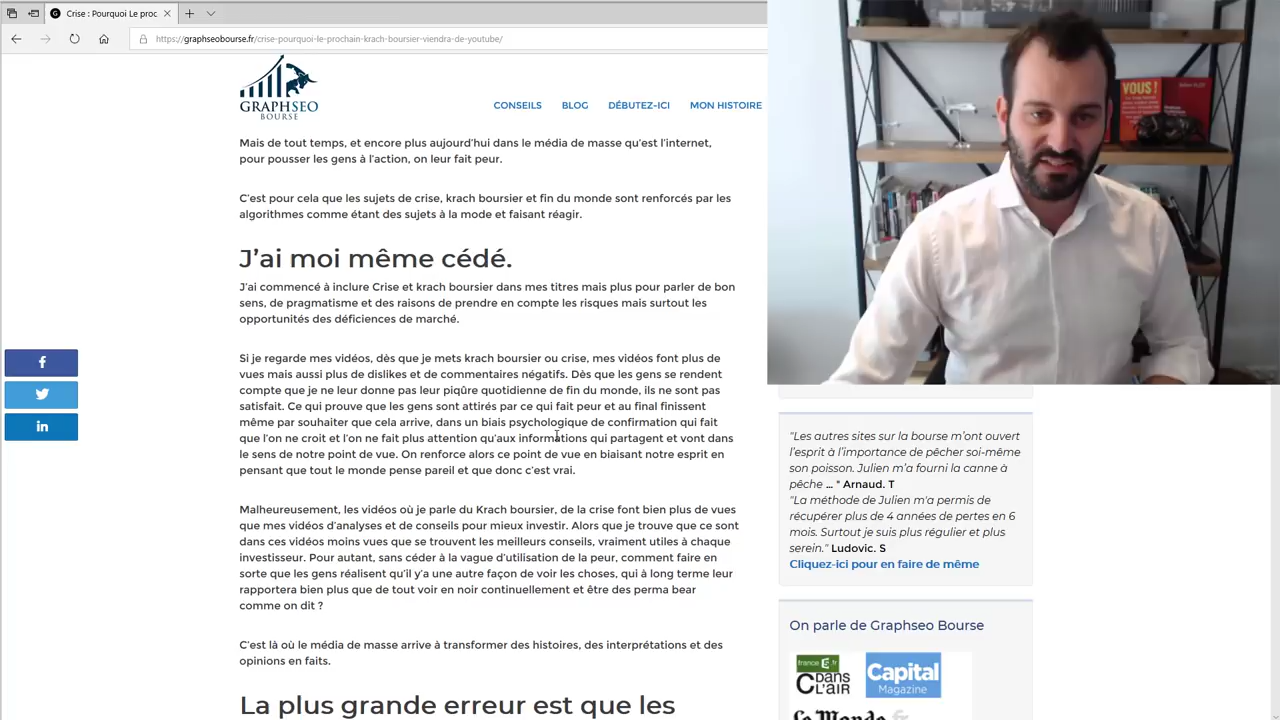 Crise : Pourquoi Le proc
https://graphseobourse.fr/crise-pourquoi-le-prochain-krach-boursier-viendra-de-youtube/
GRAPHSEO
BOURSE
CONSEILS BLOG DÉBUTEZ-ICI MON HISTOIRE
Mais de tout temps, et encore plus aujourd'hui dans le média de masse qu'est l'internet,
pour pousser les gens à l'action, on leur fait peur.
C'est pour cela que les sujets de crise, krach boursier et fin du monde sont renforcés par les
algorithmes comme étant des sujets à la mode et faisant réagir.
J'ai moi même cédé.
J'ai commencé à inclure Crise et krach boursier dans mes titres mais plus pour parler de bon
sens, de pragmatisme et des raisons de prendre en compte les risques mais surtout les
opportunités des déficiences de marché.
Si je regarde mes vidéos, dès que je mets krach boursier ou crise, mes vidéos font plus de
vues mais aussi plus de dislikes et de commentaires négatifs. Dès que les gens se rendent
compte que je ne leur donne pas leur piqûre quotidienne de fin du monde, ils ne sont pas
satisfait. Ce qui prouve que les gens sont attirés par ce qui fait peur et au final finissent
même par souhaiter que cela arrive, dans un biais psychologique de confirmation qui fait
que l'on ne croit et l'on ne fait plus attention qu'aux informations qui partagent et vont dans
le sens de notre point de vue. On renforce alors ce point de vue en biaisant notre esprit en
pensant que tout le monde pense pareil et que donc c'est vrai.
Malheureusement, les vidéos où je parle du Krach boursier, de la crise font bien plus de vues
que mes vidéos d'analyses et de conseils pour mieux investir. Alors que je trouve que ce sont
dans ces vidéos moins vues que se trouvent les meilleurs conseils, vraiment utiles à chaque
investisseur. Pour autant, sans céder à la vague d'utilisation de la peur, comment faire en
sorte que les gens réalisent qu'il y'a une autre façon de voir les choses, qui à long terme leur
rapportera bien plus que de tout voir en noir continuellement et être des perma bear
comme on dit ?
C'est là où le média de masse arrive à transformer des histoires, des interprétations et des
opinions en faits.
La plus grande erreur est que les
VOUS !
"Les autres sites sur la bourse m'ont ouvert
l'esprit à l'importance de pêcher soi-même
son poisson. Julien m'a fourni la canne à
pêche ... " Arnaud. T
"La méthode de Julien m'a permis de
récupérer plus de 4 années de pertes en 6
mois. Surtout je suis plus régulier et plus
serein." Ludovic. S
Cliquez-ici pour en faire de même
On parle de Graphseo Bourse
france 5.fr
C DANS L'AIR
Capital
Magazine
Le Monde